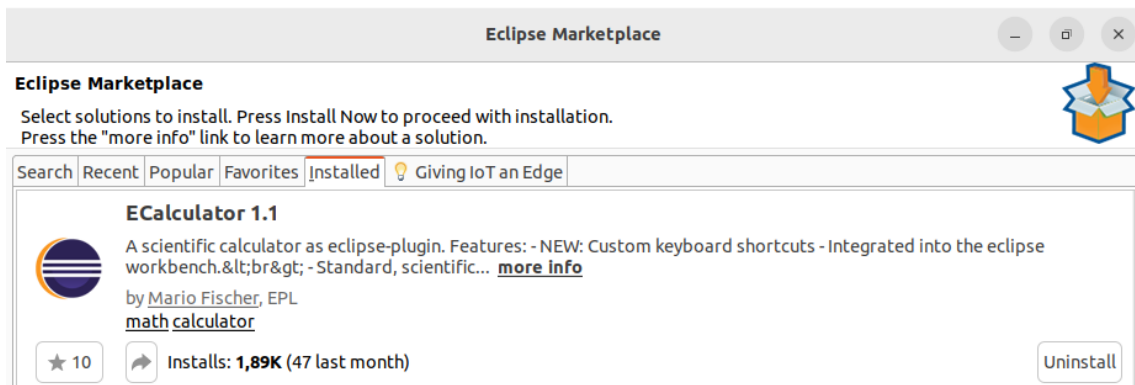 Eclipse Marketplace
Eclipse Marketplace
Select solutions to install. Press Install Now to proceed with installation.
Press the "more info" link to learn more about a solution.
Search Recent Popular Favorites Installed Giving IoT an Edge
ECalculator 1.1
A scientific calculator as eclipse-plugin. Features: - NEW: Custom keyboard shortcuts - Integrated into the eclipse
workbench.&lt;br&gt; - Standard, scientific... more info
by Mario Fischer, EPL
math calculator
10 Installs: 1,89K (47 last month) Uninstall